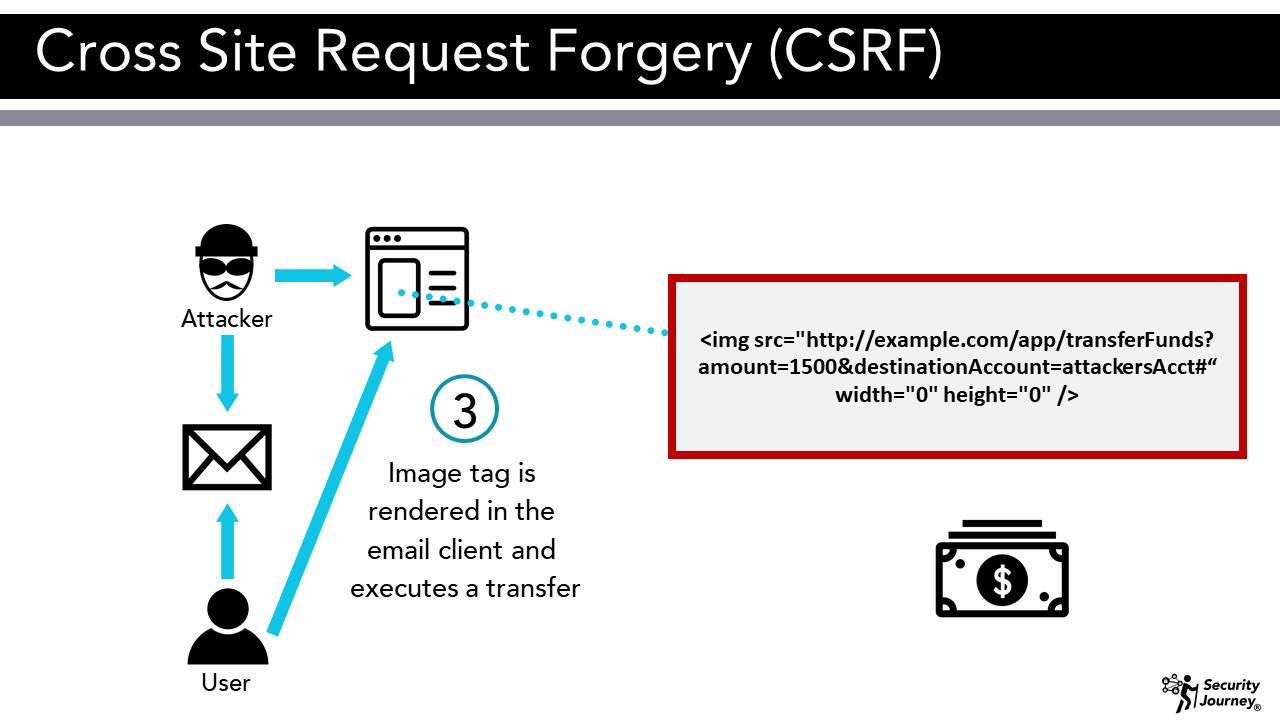 Cross Site Request Forgery (CSRF)
Attacker
<img src="http://example.com/app/transferFunds?
amount=1500&destinationAccount=attackersAcct#“
width="0" height="0" />
3
Image tag is
rendered in the
email client and
executes a transfer
$
User
Security
Journey®